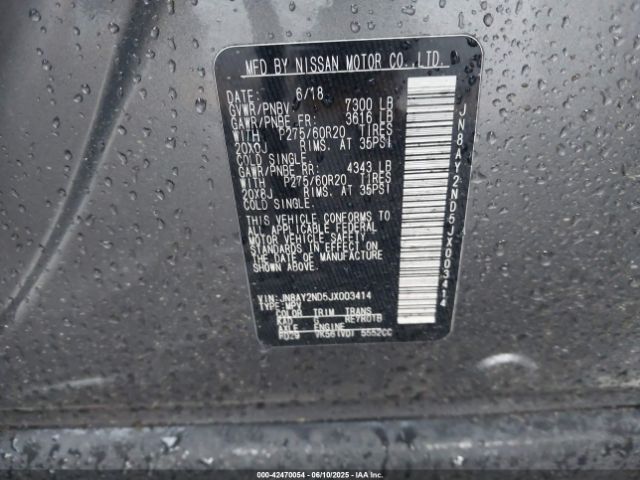 MFD BY NISSAN MOTOR CO.,LTD.
DATE: 6/18
GVWR/PNBV 7300 LB
GAWR/PNBE FR: 3616 LB
WITH P275/60R20 TIRES
20X8J RIMS. AT 35PSI
COLD SINGLE.
GAWR/PNBE RR: 4343 LB
WITH P275/60R20 TIRES
20X8J RIMS. AT 35PSI
COLD SINGLE.
THIS VEHICLE CONFORMS TO
ALL APPLICABLE FEDERAL
MOTOR VEHICLE SAFETY
STANDARDS IN EFFECT ON
THE DATE OF MANUFACTURE
SHOWN ABOVE.
VIN: JN8AY2ND5JX003414
TYPE: MPV
COLOR TRIM TRANS
KAD G RE7R01B
AXLE ENGINE
VK56(VD) 5552CC
JN8AY2ND5JX003414
000-42470054 - 06/10/2025 - IAA Inc.